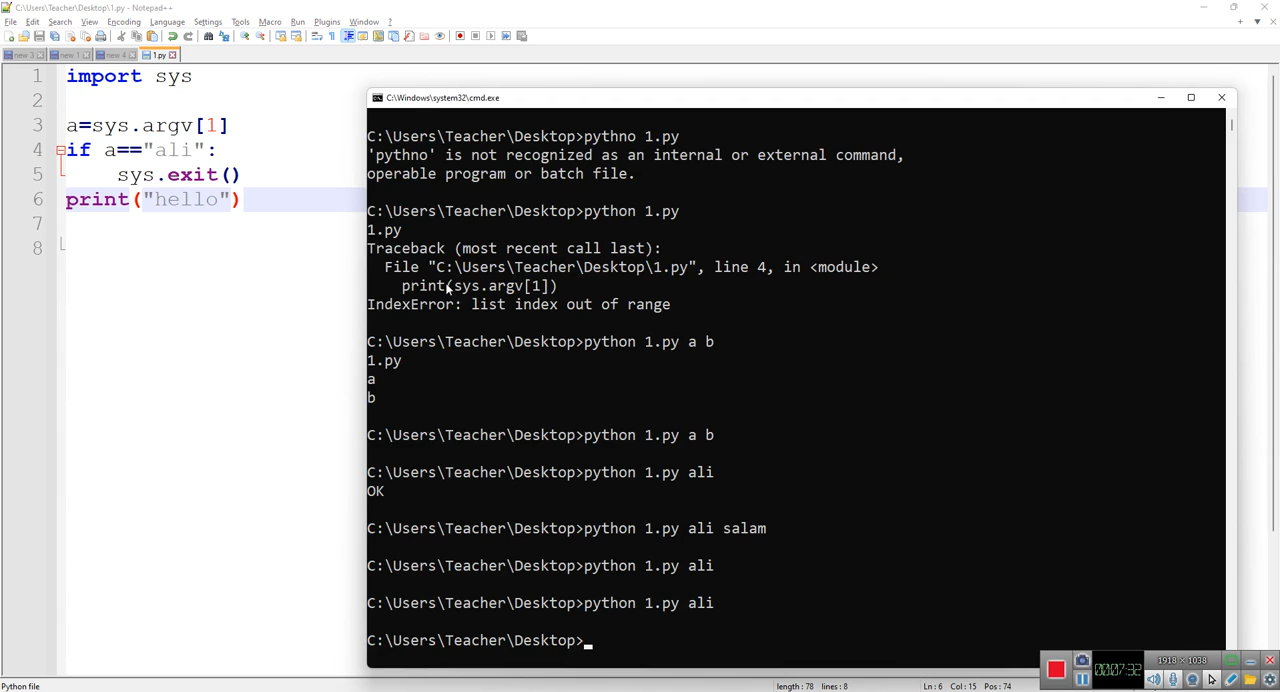 C:\Users\Teacher\Desktop\1.py - Notepad++
File Edit Search View Encoding Language Settings Tools Macro Run Plugins Window ?
new 3 new 1 new 4 1.py
1 import sys
2
3 a=sys.argv[1]
4 if a=="ali":
5 sys.exit()
6 print("hello")
7
8
C:\Windows\system32\cmd.exe
C:\Users\Teacher\Desktop>pythno 1.py
'pythno' is not recognized as an internal or external command,
operable program or batch file.
C:\Users\Teacher\Desktop>python 1.py
1.py
Traceback (most recent call last):
File "C:\Users\Teacher\Desktop\1.py", line 4, in <module>
print(sys.argv[1])
IndexError: list index out of range
C:\Users\Teacher\Desktop>python 1.py a b
1.py
a
b
C:\Users\Teacher\Desktop>python 1.py a b
C:\Users\Teacher\Desktop>python 1.py ali
OK
C:\Users\Teacher\Desktop>python 1.py ali salam
C:\Users\Teacher\Desktop>python 1.py ali
C:\Users\Teacher\Desktop>python 1.py ali
C:\Users\Teacher\Desktop>
00:07:32 1918 × 1038
Python file length : 78 lines : 8 Ln : 6 Col : 15 Pos : 74